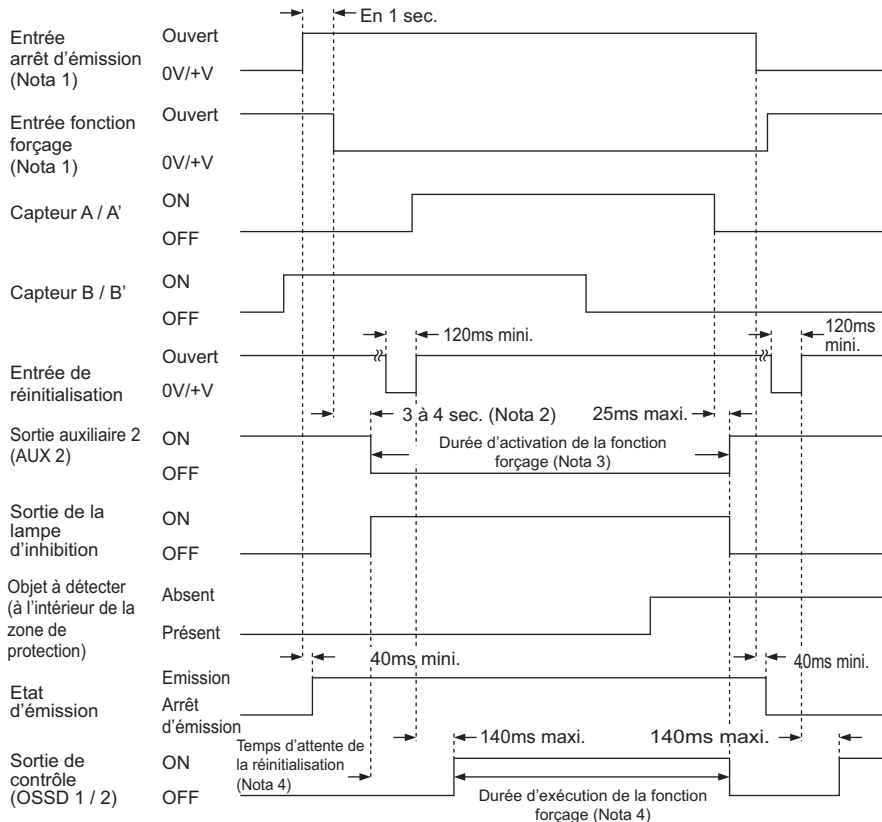 En 1 sec.
Entrée
arrêt d'émission
(Nota 1)
Ouvert
0V/+V
Entrée fonction
forçage
(Nota 1)
Ouvert
0V/+V
Capteur A / A'
ON
OFF
Capteur B / B'
ON
OFF
120ms mini.
120ms
mini.
Entrée de
réinitialisation
Ouvert
0V/+V
3 à 4 sec. (Nota 2)
25ms maxi.
Sortie auxiliaire 2
(AUX 2)
ON
OFF
Durée d'activation de la fonction
forçage (Nota 3)
Sortie de la
lampe
d'inhibition
ON
OFF
Objet à détecter
(à l'intérieur de la
zone de
protection)
Absent
Présent
40ms mini.
40ms mini.
Etat
d'émission
Emission
Arrêt
d'émission
Temps d'attente de
la réinitialisation
(Nota 4)
140ms maxi.
140ms maxi.
Sortie de
contrôle
(OSSD 1 / 2)
ON
OFF
Durée d'exécution de la fonction
forçage (Nota 4)